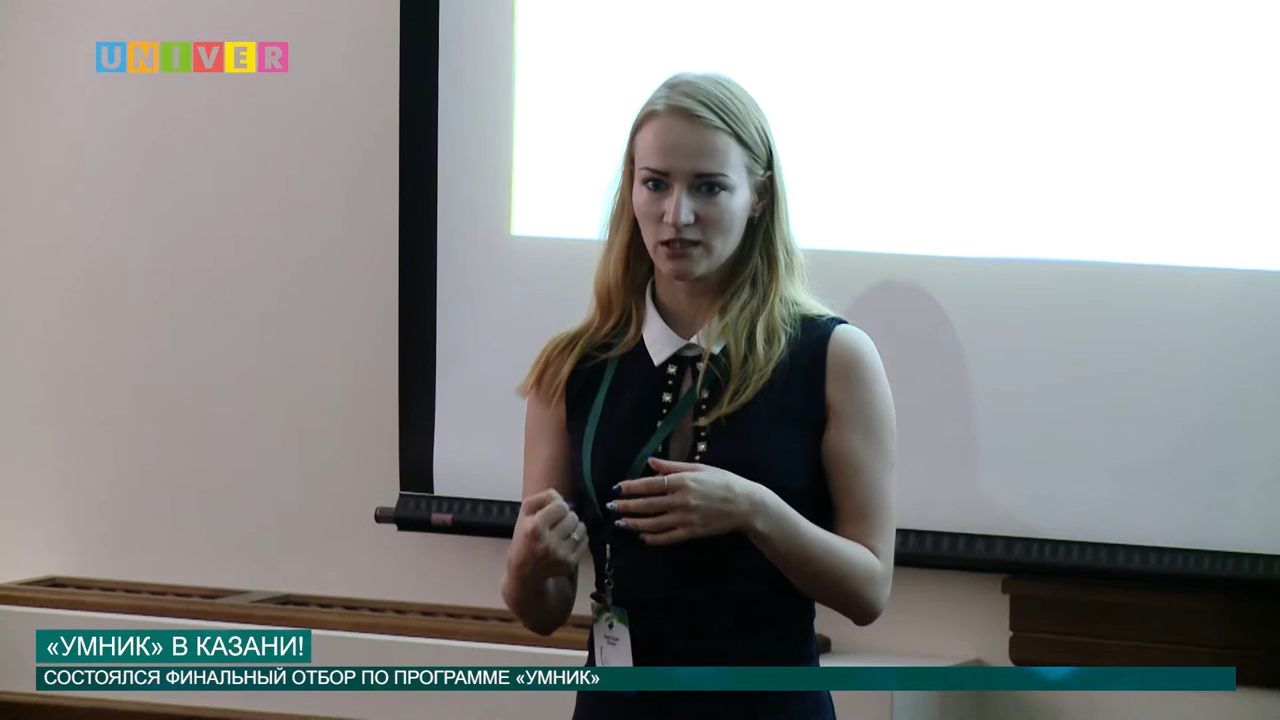 UNIVER
«УМНИК» В КАЗАНИ!
СОСТОЯЛСЯ ФИНАЛЬНЫЙ ОТБОР ПО ПРОГРАММЕ «УМНИК»